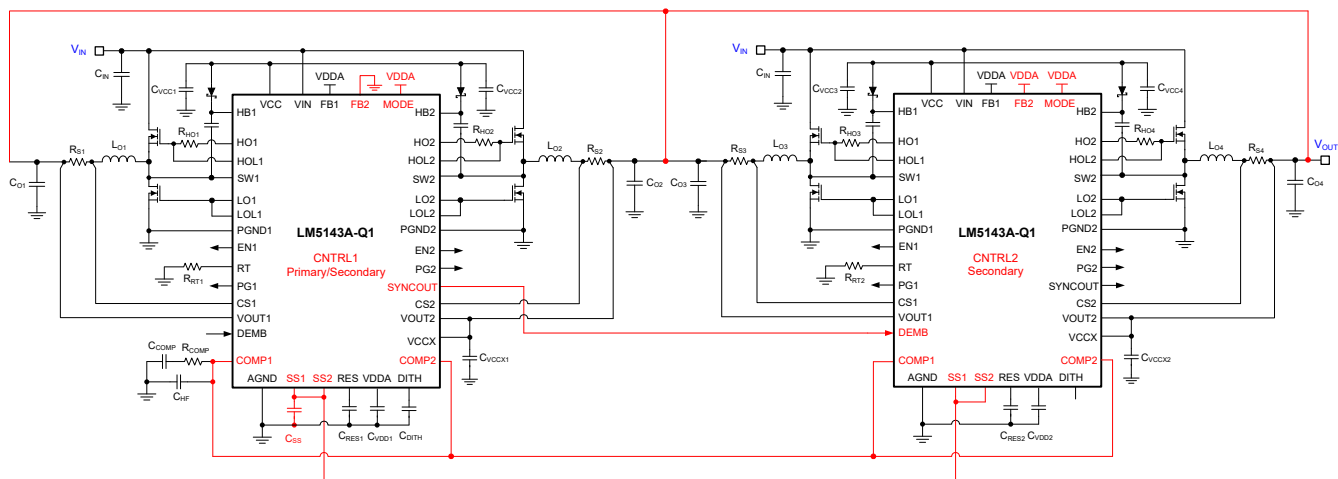 VIN
CIN
CVCC1
VDDA
VDDA
CVCC2
VCC
VIN
FB1
FB2
MODE
HB1
HB2
RHO1
HO1
HO2
RHO2
HOL1
HOL2
RS1
LO1
SW1
SW2
LO2
RS2
CO1
LO1
LO2
CO2
LOL1
LOL2
PGND1
PGND2
LM5143A-Q1
CNTRL1
Primary/Secondary
EN1
EN2
RT
PG2
RRT1
PG1
SYNCOUT
CS1
CS2
VOUT1
VOUT2
DEMB
VCCX
CCOMP
RCOMP
COMP1
COMP2
CVCCX1
CHF
AGND
SS1
SS2
RES
VDDA
DITH
CSS
CRES1
CVDD1
CDITH
VIN
CIN
CVCC3
VDDA
VDDA
VDDA
CVCC4
VCC
VIN
FB1
FB2
MODE
HB1
HB2
RHO3
HO1
HO2
RHO4
HOL1
HOL2
CO3
RS3
LO3
SW1
SW2
LO4
RS4
VOUT
LO1
LO2
CO4
LOL1
LOL2
PGND1
PGND2
LM5143A-Q1
CNTRL2
Secondary
EN1
EN2
RT
PG2
RRT2
PG1
SYNCOUT
CS1
CS2
VOUT1
VOUT2
DEMB
VCCX
COMP1
COMP2
CVCCX2
AGND
SS1
SS2
RES
VDDA
DITH
CRES2
CVDD2